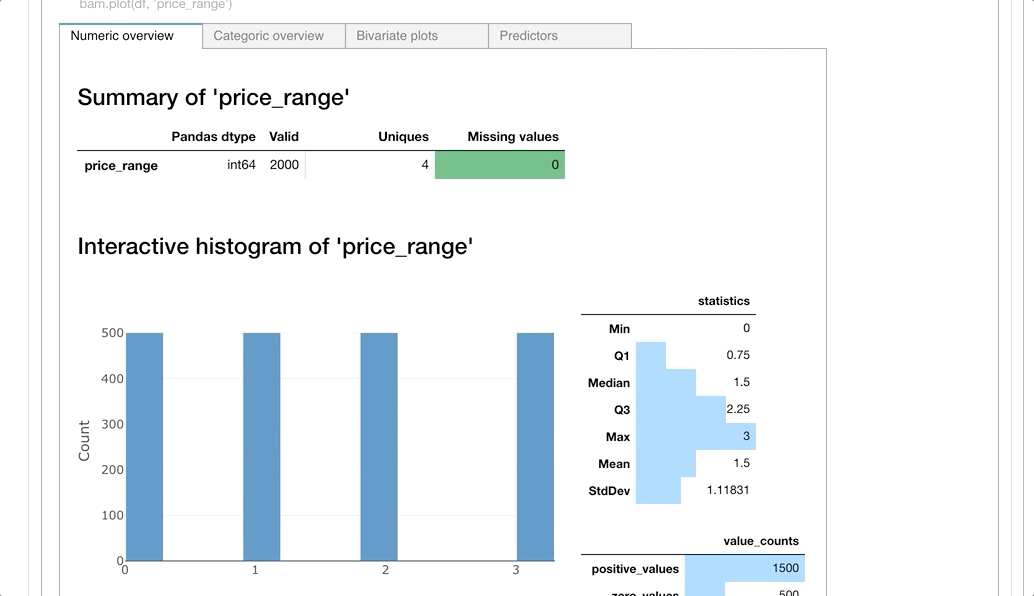 bam.plot(df, 'price_range')
Numeric overview Categoric overview Bivariate plots Predictors
Summary of 'price_range'
Pandas dtype Valid Uniques Missing values
price_range int64 2000 4 0
Interactive histogram of 'price_range'
statistics
Min 0
Q1 0.75
Median 1.5
Q3 2.25
Max 3
Mean 1.5
StdDev 1.11831
500
400
300
200
100
0
Count
0 1 2 3
value_counts
positive_values 1500
zero_values 500